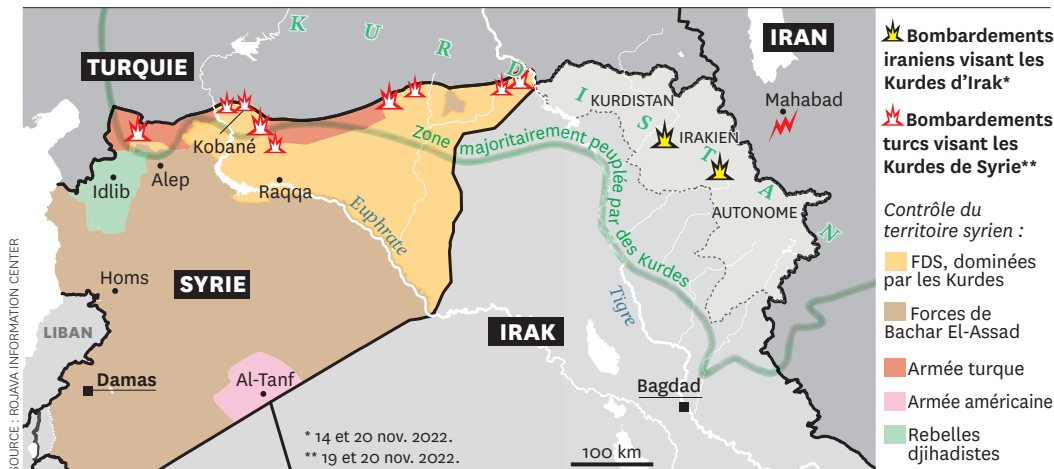 K U R D I S T A N
TURQUIE
IRAN
KURDISTAN
IRAKIEN
AUTONOME
Mahabad
Kobané
Zone majoritairement peuplée par des Kurdes
Idlib
Alep
Raqqa
Euphrate
Homs
SYRIE
LIBAN
IRAK
Tigre
Damas
Al-Tanf
Bagdad
* 14 et 20 nov. 2022.
** 19 et 20 nov. 2022.
100 km
SOURCE : ROJAVA INFORMATION CENTER
Bombardements
iraniens visant les
Kurdes d’Irak*
Bombardements
turcs visant les
Kurdes de Syrie**
Contrôle du
territoire syrien :
FDS, dominées
par les Kurdes
Forces de
Bachar El-Assad
Armée turque
Armée américaine
Rebelles
djihadistes